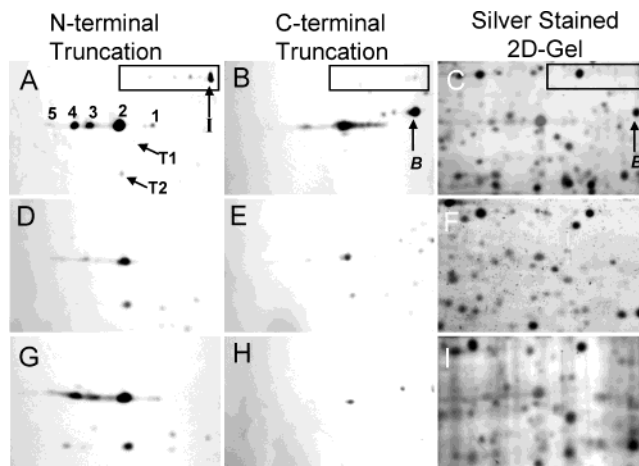 N-terminal Truncation
C-terminal Truncation
Silver Stained 2D-Gel
A
B
C
5 4 3 2 1
I
T1
T2
B
B
D
E
F
G
H
I